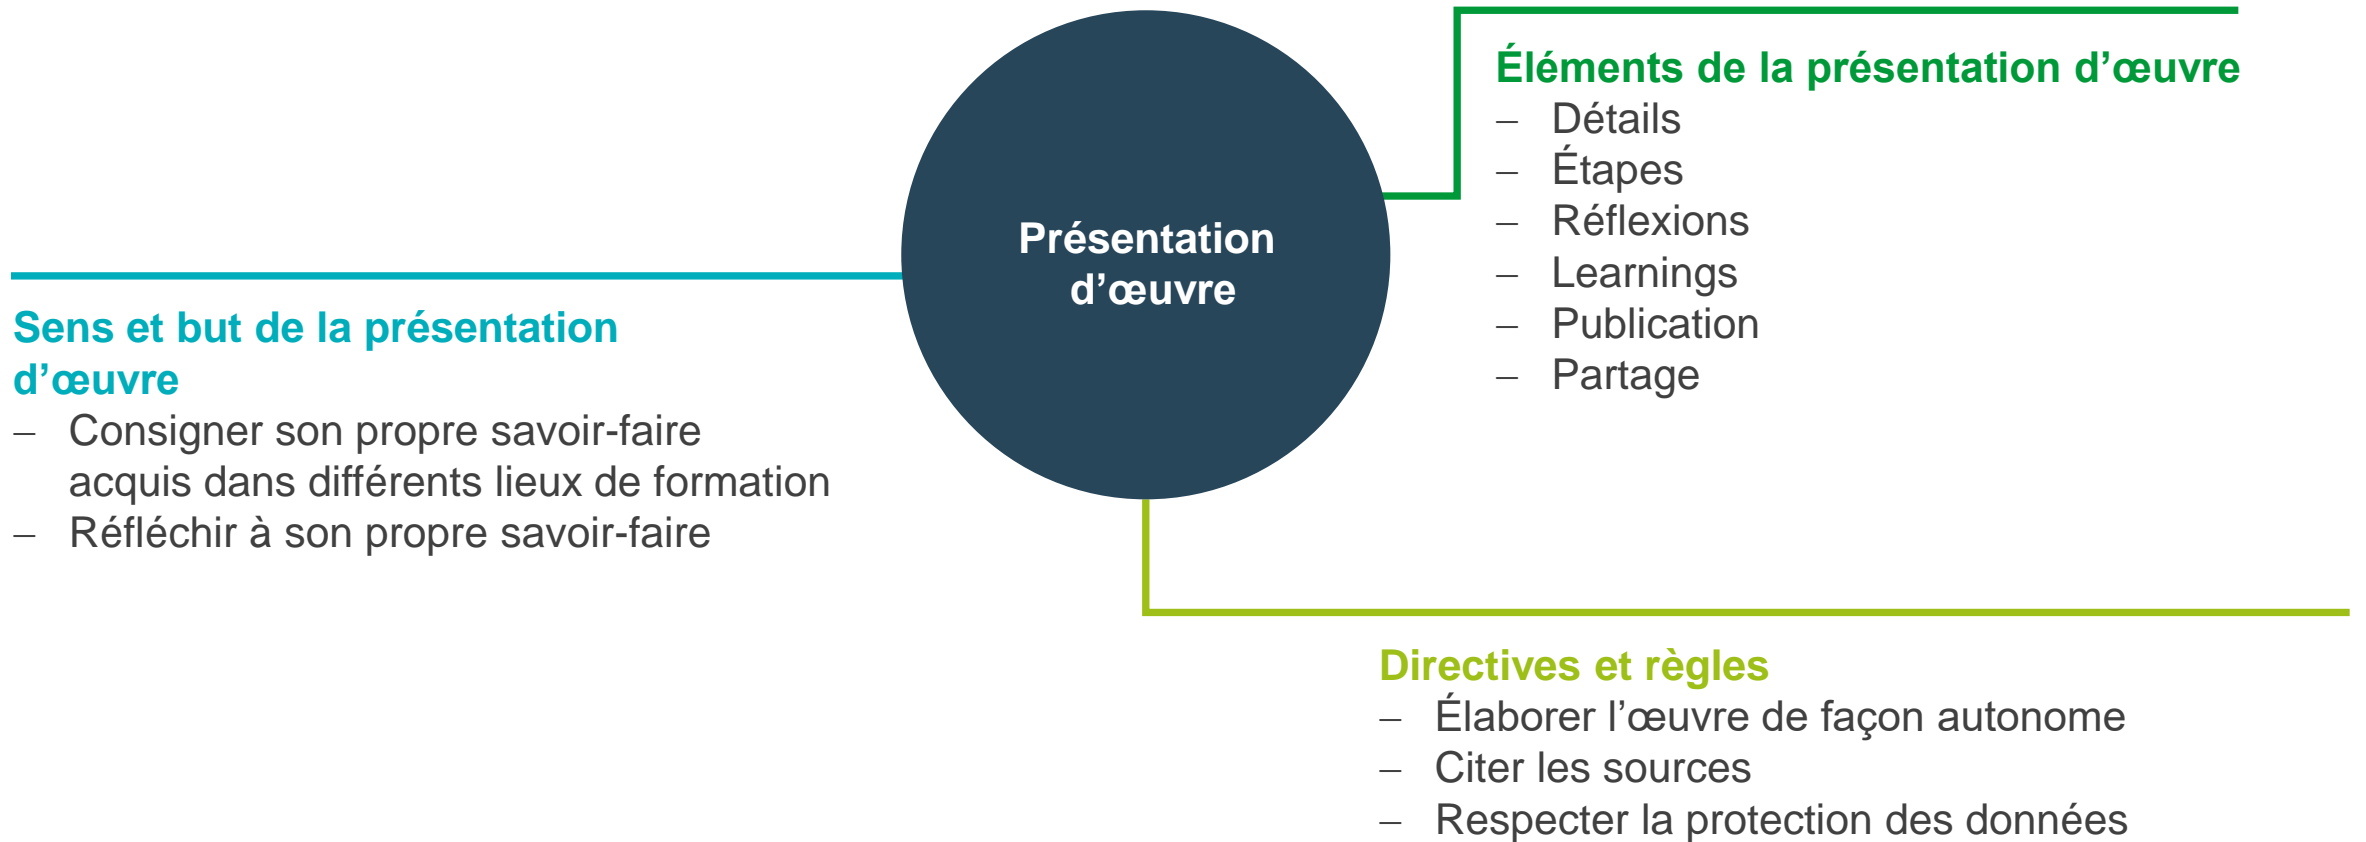 Présentation
d’œuvre
Éléments de la présentation d’œuvre
– Détails
– Étapes
– Réflexions
– Learnings
– Publication
– Partage
Sens et but de la présentation
d’œuvre
– Consigner son propre savoir-faire
acquis dans différents lieux de formation
– Réfléchir à son propre savoir-faire
Directives et règles
– Élaborer l’œuvre de façon autonome
– Citer les sources
– Respecter la protection des données